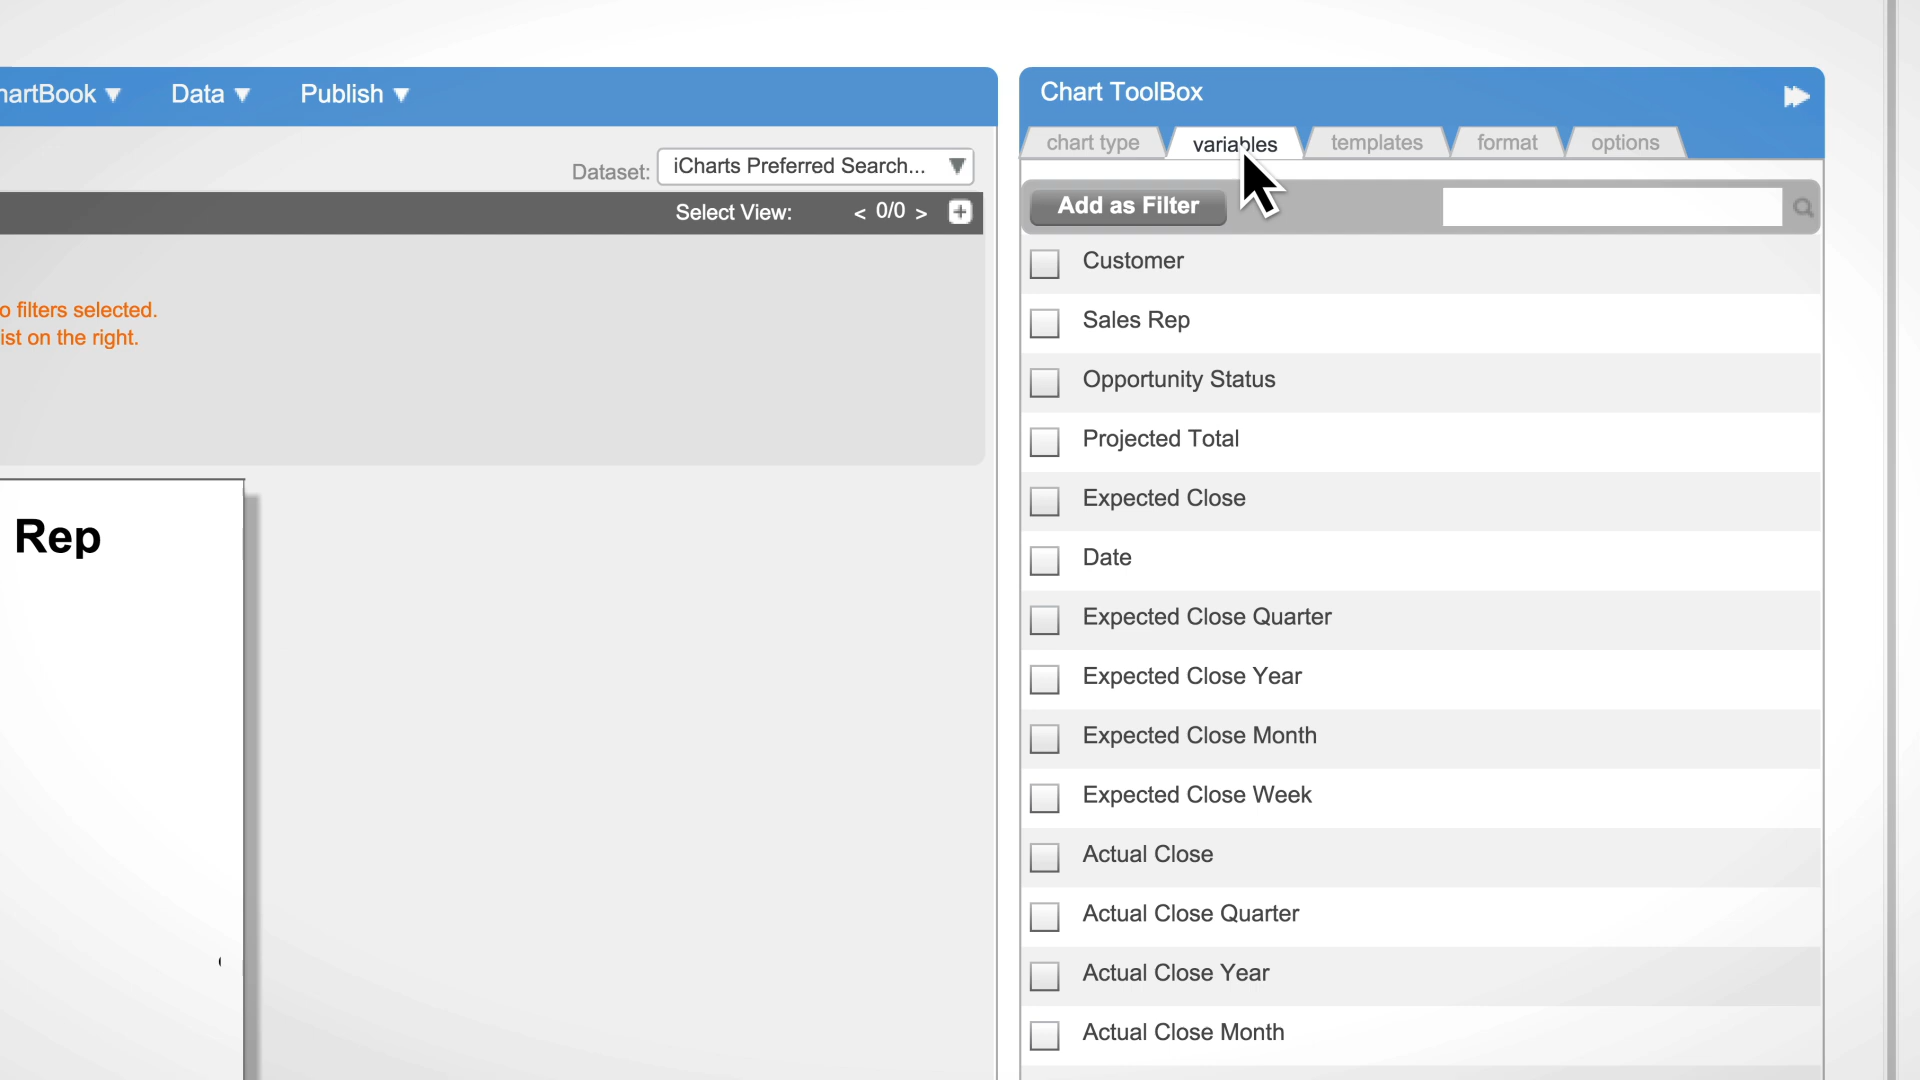 hartBook
Data
Publish
Dataset:
iCharts Preferred Search...
Select View:
< 0/0 >
o filters selected.
ist on the right.
Rep
Chart ToolBox
chart type
variables
templates
format
options
Add as Filter
Customer
Sales Rep
Opportunity Status
Projected Total
Expected Close
Date
Expected Close Quarter
Expected Close Year
Expected Close Month
Expected Close Week
Actual Close
Actual Close Quarter
Actual Close Year
Actual Close Month